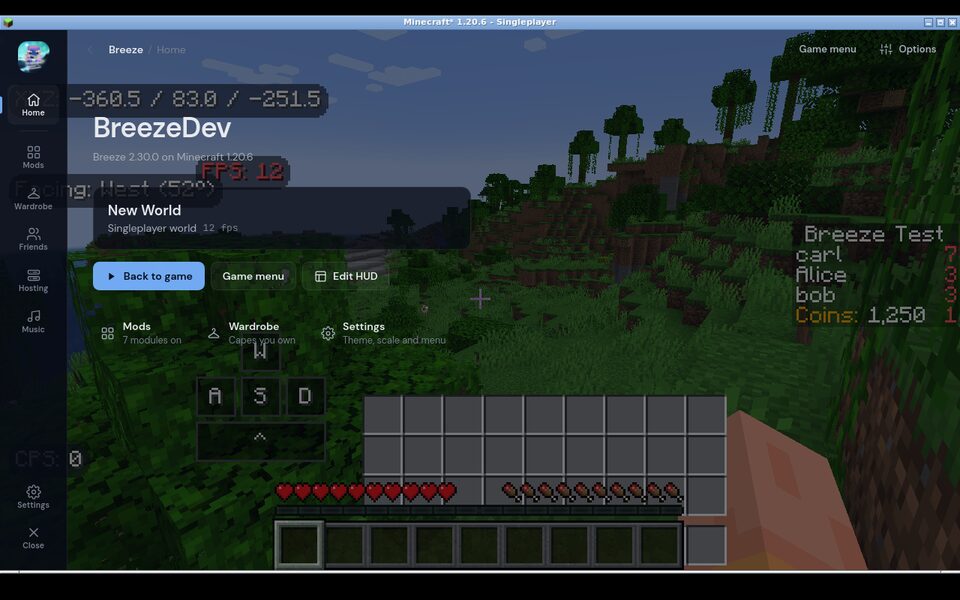 Minecraft* 1.20.6 - Singleplayer
Breeze / Home
Game menu
Options
-360.5 / 83.0 / -251.5
Home
BreezeDev
Breeze 2.30.0 on Minecraft 1.20.6
FPS: 12
Mods
Facing: West (52°)
Wardrobe
New World
Singleplayer world 12 fps
Friends
Breeze Test
carl 7
Alice 3
bob 3
Coins: 1,250 1
Back to game
Game menu
Edit HUD
Hosting
Music
Mods
7 modules on
Wardrobe
Capes you own
Settings
Theme, scale and menu
W
A S D
^
CPS: 0
Settings
Close